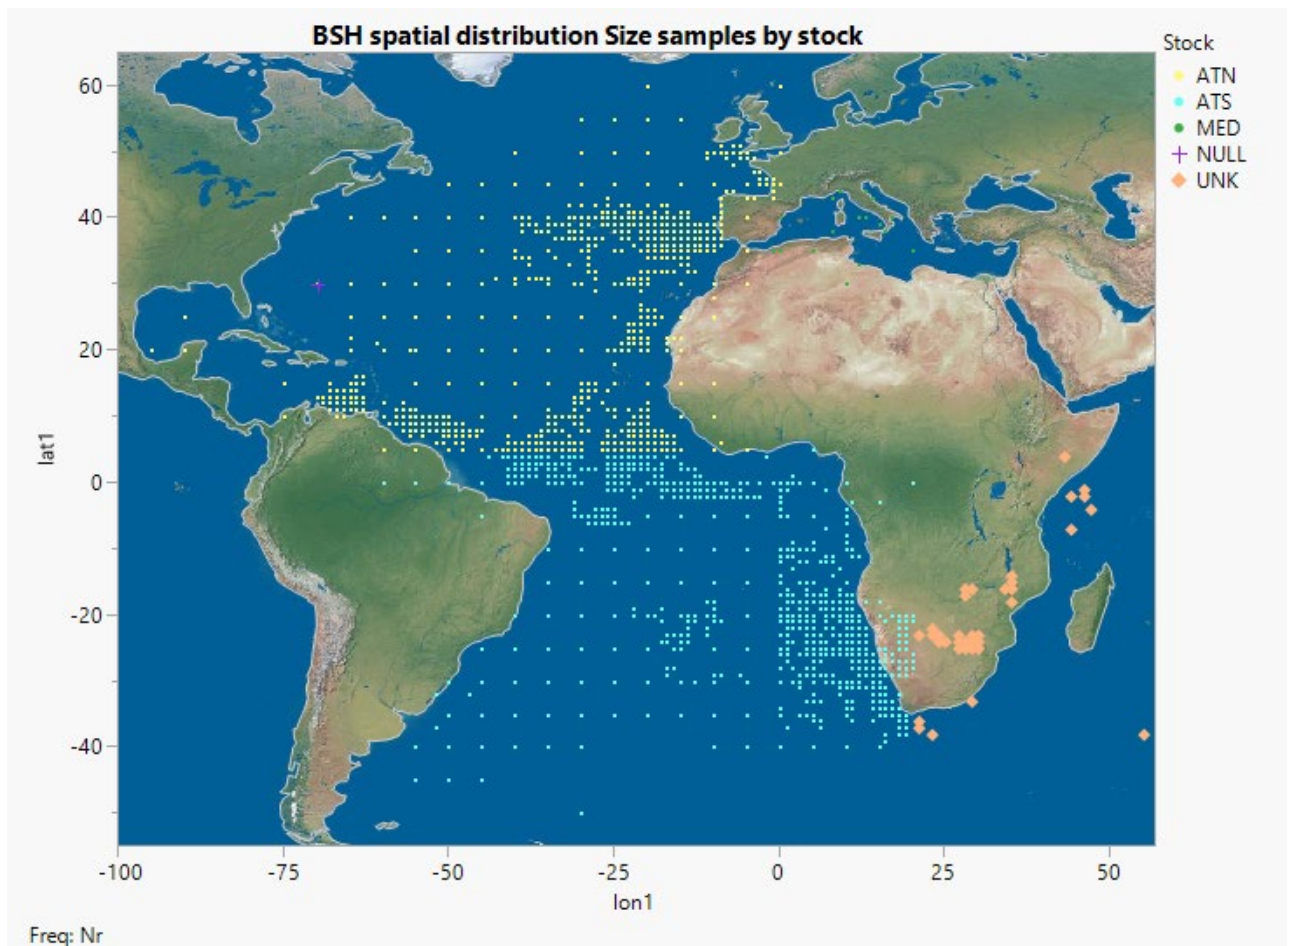 BSH spatial distribution Size samples by stock
Stock
ATN
ATS
MED
NULL
UNK
60
40
20
0
-20
-40
lat1
-100 -75 -50 -25 0 25 50
lon1
Freq: Nr